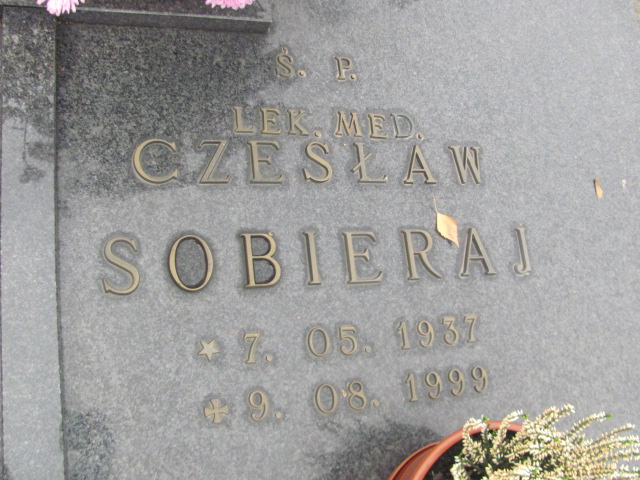 Ś. P.
LEK. MED.
CZESŁAW
SOBIERAJ
7. 05. 1937
9. 08. 1999